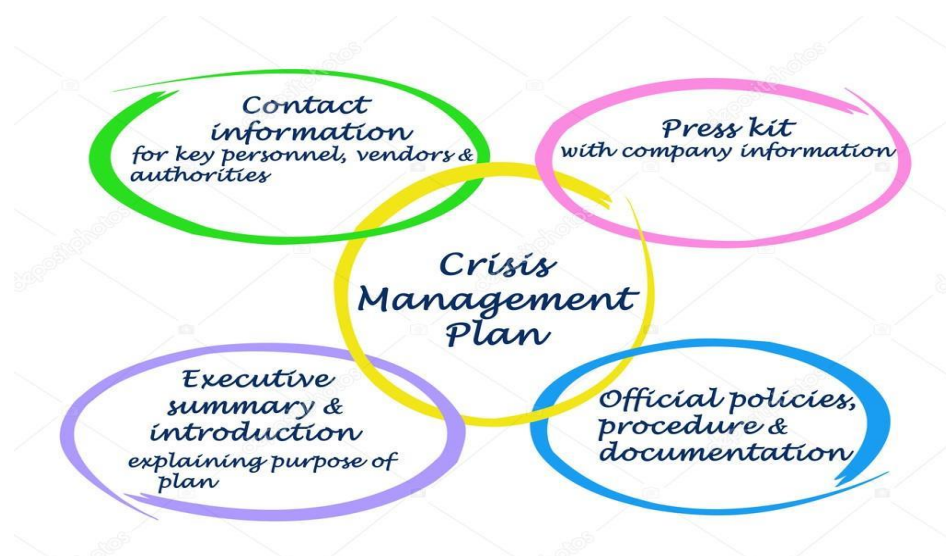 Contact
information
for key personnel, vendors &
authorities
Press kit
with company information
Crisis
Management
Plan
Executive
summary &
introduction
explaining purpose of
plan
Official policies,
procedure &
documentation
depositphotos